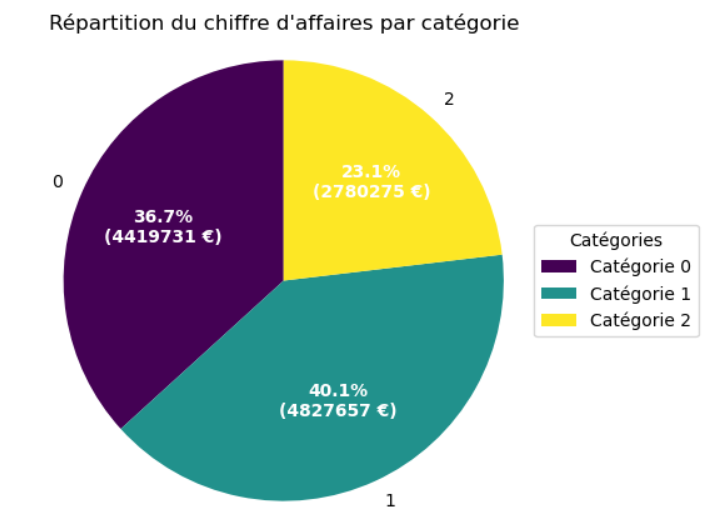 Répartition du chiffre d'affaires par catégorie
2
0
23.1%
(2780275 €)
36.7%
(4419731 €)
Catégories
Catégorie 0
Catégorie 1
Catégorie 2
40.1%
(4827657 €)
1